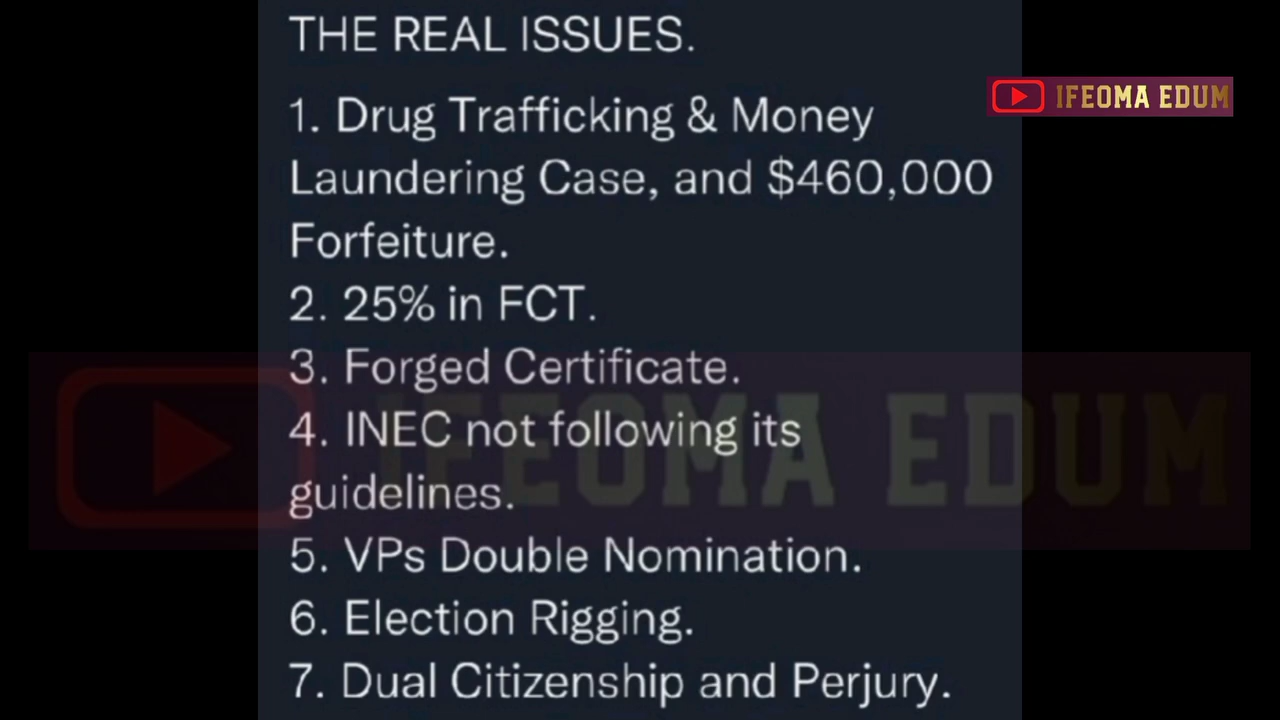 THE REAL ISSUES.
IFEOMA EDUM
1. Drug Trafficking & Money
Laundering Case, and $460,000
Forfeiture.
2. 25% in FCT.
3. Forged Certificate.
4. INEC not following its
guidelines.
IFEOMA EDUM
5. VPs Double Nomination.
6. Election Rigging.
7. Dual Citizenship and Perjury.